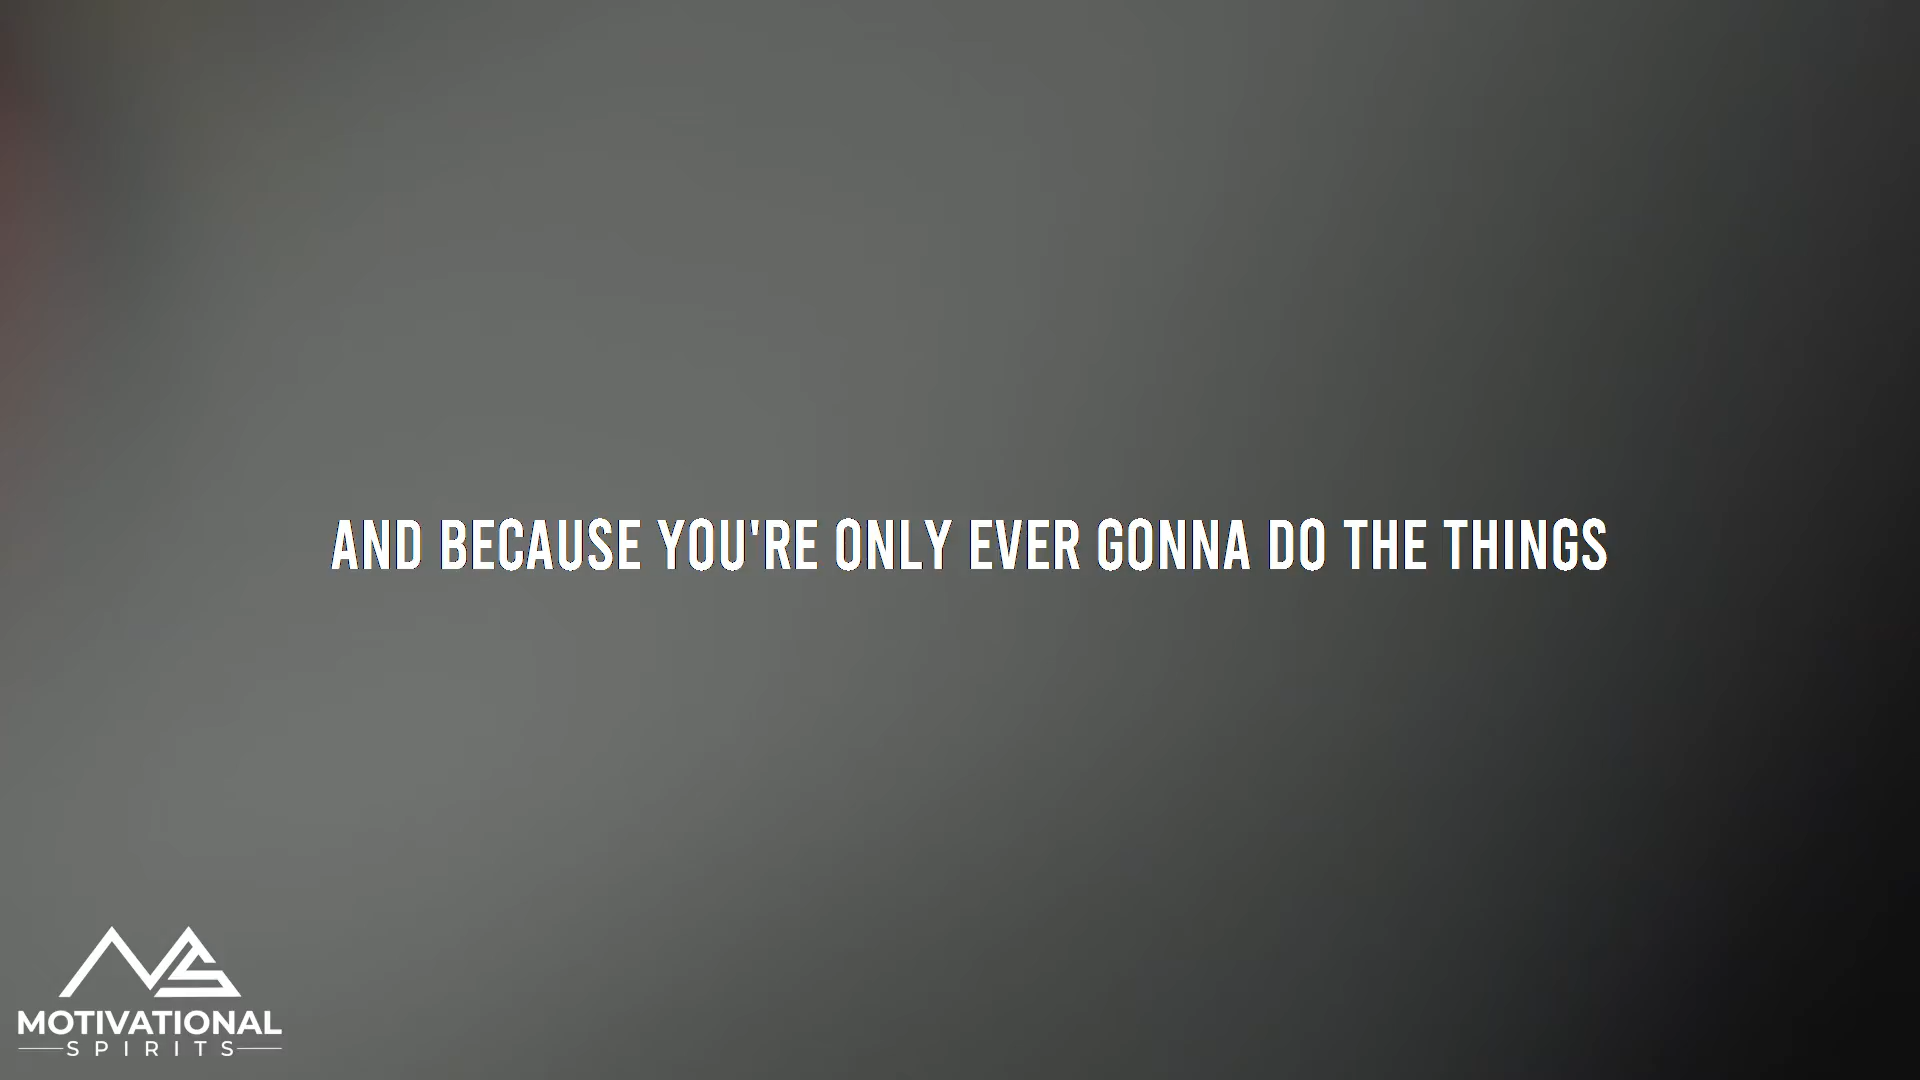 AND BECAUSE YOU'RE ONLY EVER GONNA DO THE THINGS
MOTIVATIONAL
SPIRITS